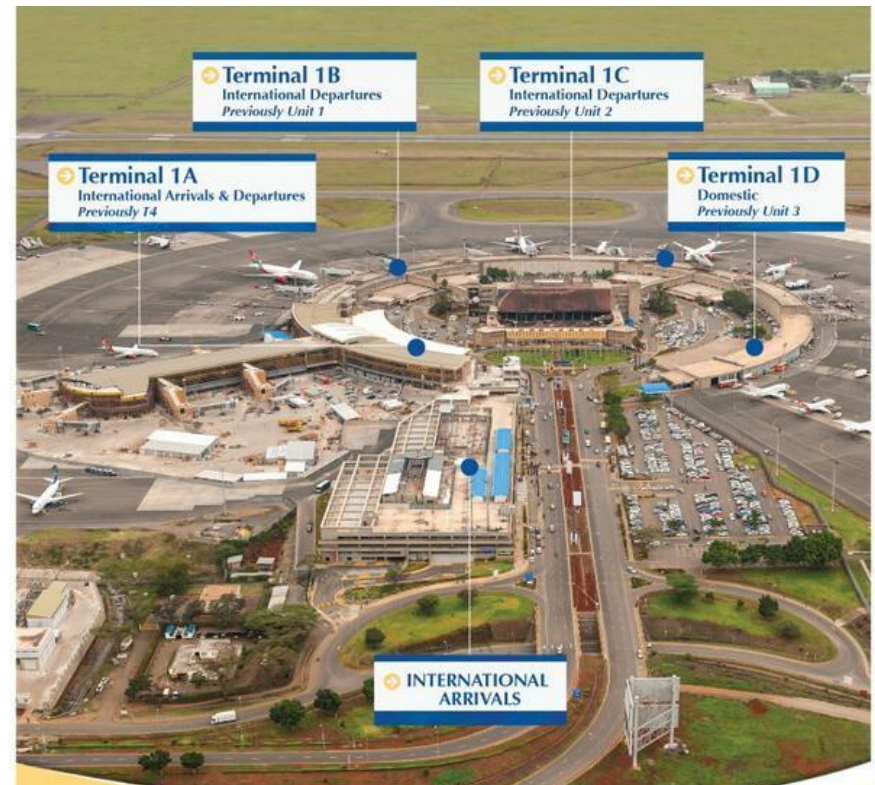 Terminal 1B
International Departures
Previously Unit 1
Terminal 1C
International Departures
Previously Unit 2
Terminal 1A
International Arrivals & Departures
Previously T4
Terminal 1D
Domestic
Previously Unit 3
INTERNATIONAL
ARRIVALS